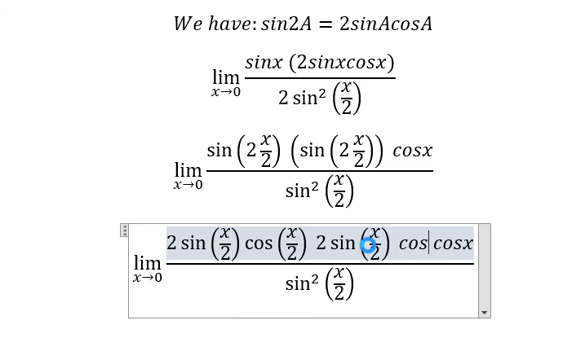 We have: sin2A = 2sinAcosA
lim x→0 sinx (2sinxcosx) / 2 sin² (x/2)
lim x→0 sin (2 x/2) (sin (2 x/2)) cosx / sin² (x/2)
lim x→0 2 sin (x/2) cos (x/2) 2 sin (x/2) cos cosx / sin² (x/2)